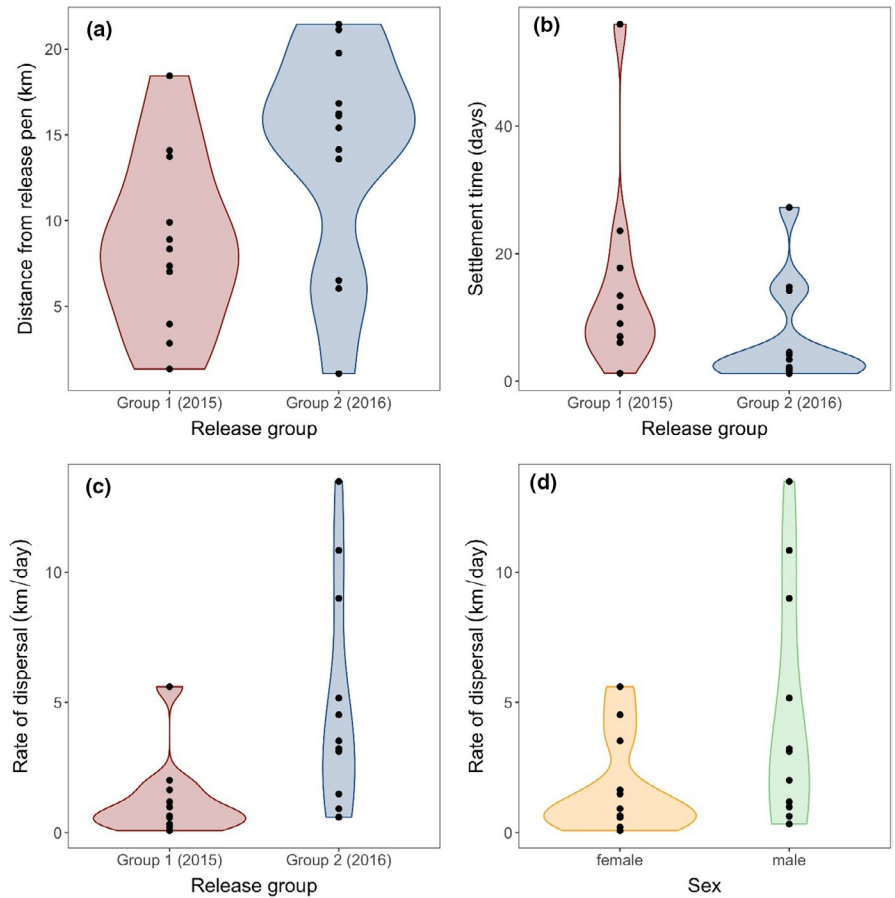 (a)
Distance from release pen (km)
20
15
10
5
Group 1 (2015) Group 2 (2016)
Release group
(b)
Settlement time (days)
40
20
0
Group 1 (2015) Group 2 (2016)
Release group
(c)
Rate of dispersal (km/day)
10
5
0
Group 1 (2015) Group 2 (2016)
Release group
(d)
Rate of dispersal (km/day)
10
5
0
female male
Sex